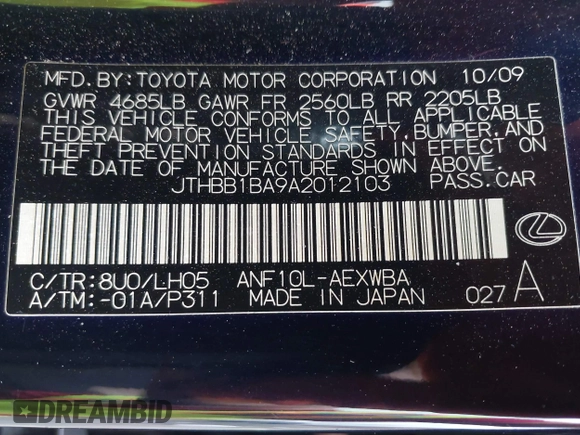 MFD.BY:TOYOTA MOTOR CORPORATION 10/09
GVWR 4685LB GAWR FR 2560LB RR 2205LB
THIS VEHICLE CONFORMS TO ALL APPLICABLE
FEDERAL MOTOR VEHICLE SAFETY,BUMPER,AND
THEFT PREVENTION STANDARDS IN EFFECT ON
THE DATE OF MANUFACTURE SHOWN ABOVE.
JTHBB1BA9A2012103 PASS.CAR
C/TR:8U0/LH05 ANF10L-AEXWBA
A/TM:-01A/P311 MADE IN JAPAN 027A
DREAMBID